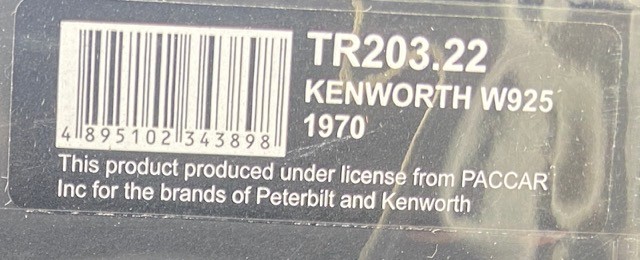 TR203.22
KENWORTH W925
1970
4 895102 343898
This product produced under license from PACCAR
Inc for the brands of Peterbilt and Kenworth